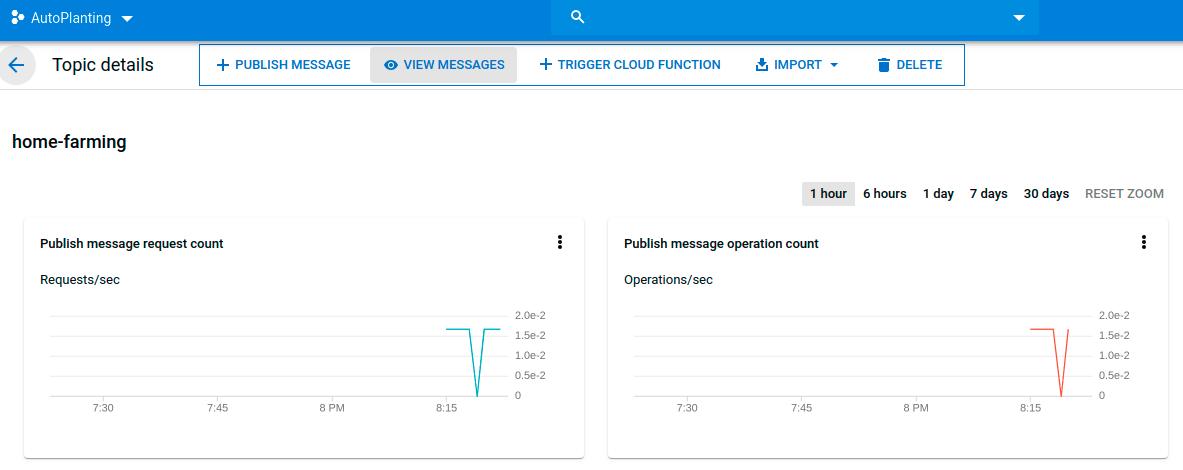 AutoPlanting
Topic details
PUBLISH MESSAGE
VIEW MESSAGES
TRIGGER CLOUD FUNCTION
IMPORT
DELETE
home-farming
1 hour
6 hours
1 day
7 days
30 days
RESET ZOOM
Publish message request count
Requests/sec
2.0e-2
1.5e-2
1.0e-2
0.5e-2
0
7:30
7:45
8 PM
8:15
Publish message operation count
Operations/sec
2.0e-2
1.5e-2
1.0e-2
0.5e-2
0
7:30
7:45
8 PM
8:15